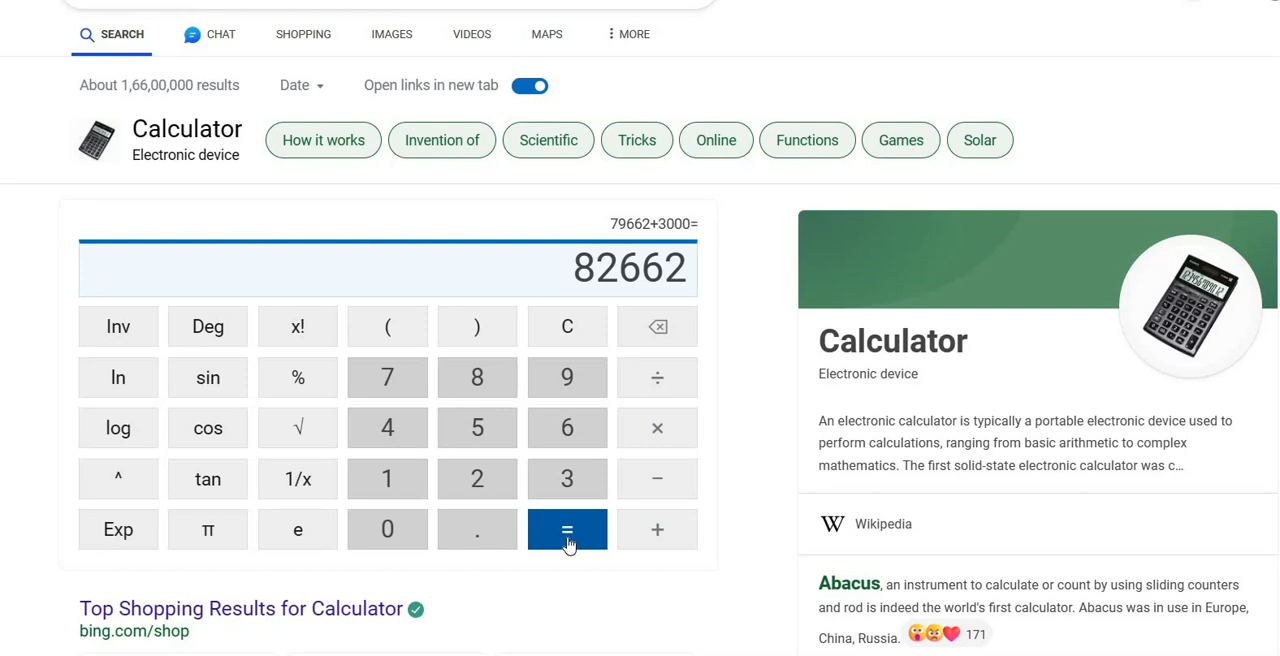 SEARCH CHAT SHOPPING IMAGES VIDEOS MAPS MORE
About 1,66,00,000 results Date Open links in new tab
Calculator
Electronic device
How it works Invention of Scientific Tricks Online Functions Games Solar
79662+3000=
82662
Inv Deg x! ( ) C
ln sin % 7 8 9 ÷
log cos √ 4 5 6 ×
^ tan 1/x 1 2 3 −
Exp π e 0 . = +
Top Shopping Results for Calculator
bing.com/shop
Calculator
Electronic device
An electronic calculator is typically a portable electronic device used to
perform calculations, ranging from basic arithmetic to complex
mathematics. The first solid-state electronic calculator was c...
W Wikipedia
Abacus, an instrument to calculate or count by using sliding counters
and rod is indeed the world's first calculator. Abacus was in use in Europe,
China, Russia. 171